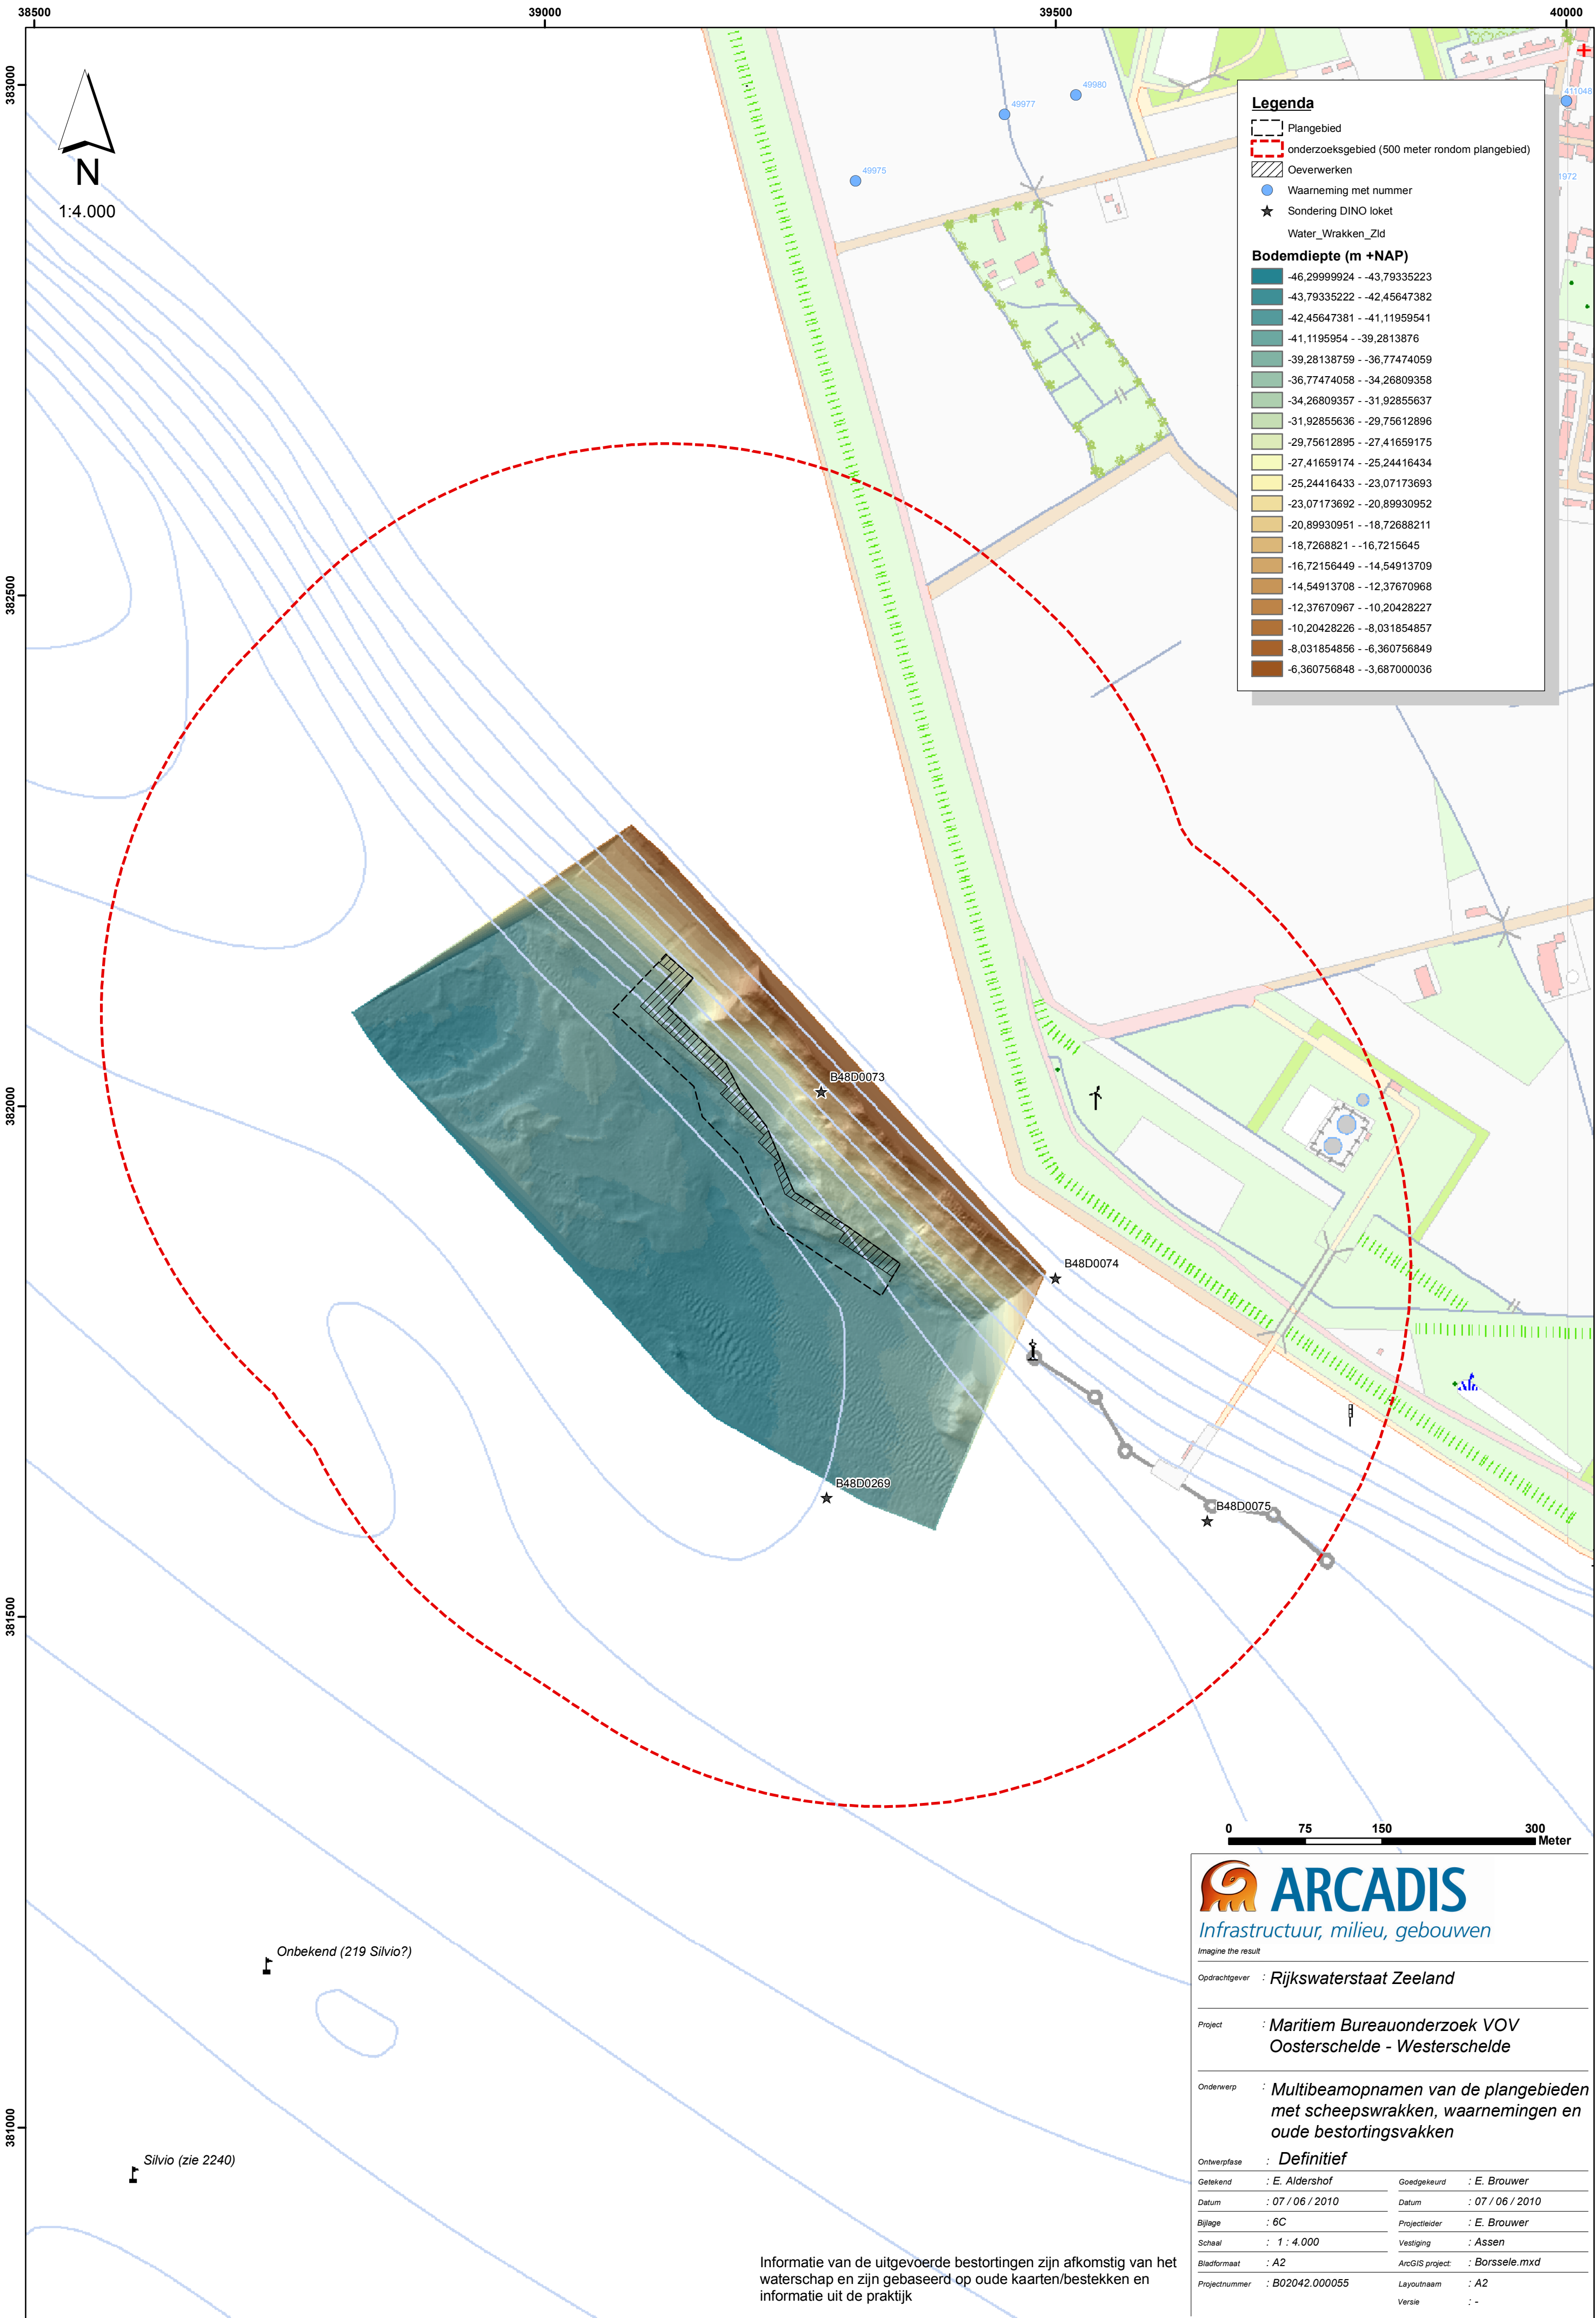 38500
39000
39500
40000
383000
382500
382000
381500
381000
N
1:4.000
49980
49977
49975
411048
1972
Legenda
Plangebied
onderzoeksgebied (500 meter rondom plangebied)
Oeverwerken
Waarneming met nummer
Sondering DINO loket
Water_Wrakken_Zld
Bodemdiepte (m +NAP)
-46,29999924 - -43,79335223
-43,79335222 - -42,45647382
-42,45647381 - -41,11959541
-41,1195954 - -39,2813876
-39,28138759 - -36,77474059
-36,77474058 - -34,26809358
-34,26809357 - -31,92855637
-31,92855636 - -29,75612896
-29,75612895 - -27,41659175
-27,41659174 - -25,24416434
-25,24416433 - -23,07173693
-23,07173692 - -20,89930952
-20,89930951 - -18,72688211
-18,7268821 - -16,7215645
-16,72156449 - -14,54913709
-14,54913708 - -12,37670968
-12,37670967 - -10,20428227
-10,20428226 - -8,031854857
-8,031854856 - -6,360756849
-6,360756848 - -3,687000036
B48D0073
B48D0074
B48D0269
B48D0075
Onbekend (219 Silvio?)
Silvio (zie 2240)
0 75 150 300
Meter
ARCADIS
Infrastructuur, milieu, gebouwen
Imagine the result
Opdrachtgever : Rijkswaterstaat Zeeland
Project : Maritiem Bureauonderzoek VOV
Oosterschelde - Westerschelde
Onderwerp : Multibeamopnamen van de plangebieden
met scheepswrakken, waarnemingen en
oude bestortingsvakken
Ontwerpfase : Definitief
Getekend : E. Aldershof Goedgekeurd : E. Brouwer
Datum : 07 / 06 / 2010 Datum : 07 / 06 / 2010
Bijlage : 6C Projectleider : E. Brouwer
Schaal : 1 : 4.000 Vestiging : Assen
Bladformaat : A2 ArcGIS project: : Borssele.mxd
Projectnummer : B02042.000055 Layoutnaam : A2
Versie : -
Informatie van de uitgevoerde bestortingen zijn afkomstig van het
waterschap en zijn gebaseerd op oude kaarten/bestekken en
informatie uit de praktijk